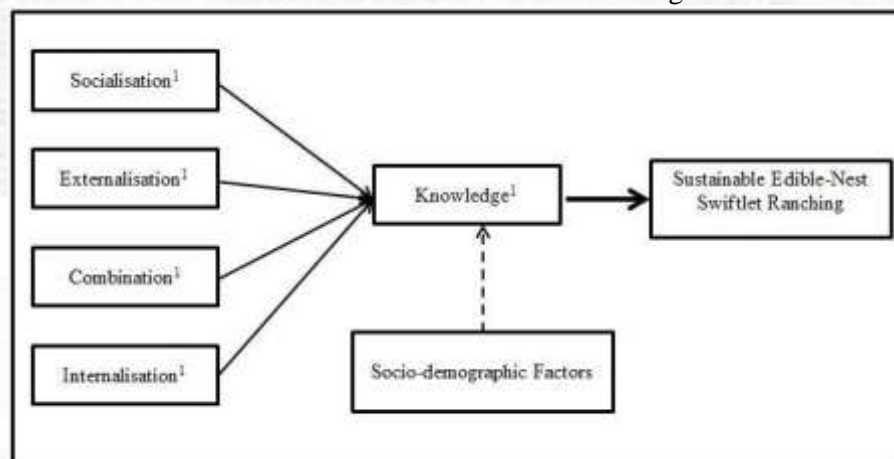 Socialisation¹
Externalisation¹
Combination¹
Internalisation¹
Knowledge¹
Socio-demographic Factors
Sustainable Edible-Nest
Swiftlet Ranching